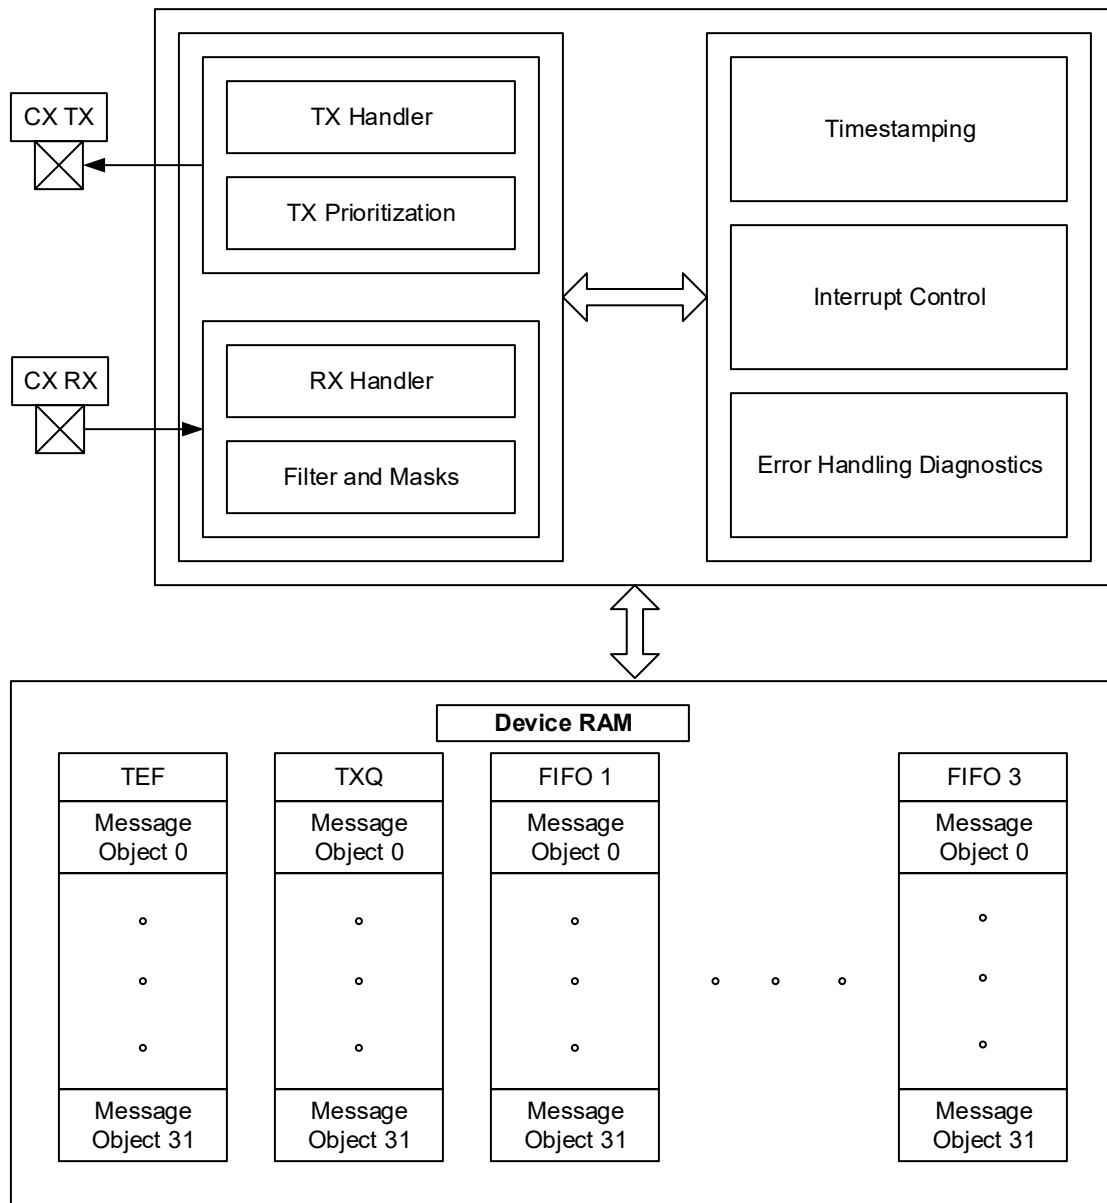 CX TX
TX Handler
TX Prioritization
CX RX
RX Handler
Filter and Masks
Timestamping
Interrupt Control
Error Handling Diagnostics
Device RAM
TEF
Message
Object 0
Message
Object 31
TXQ
Message
Object 0
Message
Object 31
FIFO 1
Message
Object 0
Message
Object 31
FIFO 3
Message
Object 0
Message
Object 31